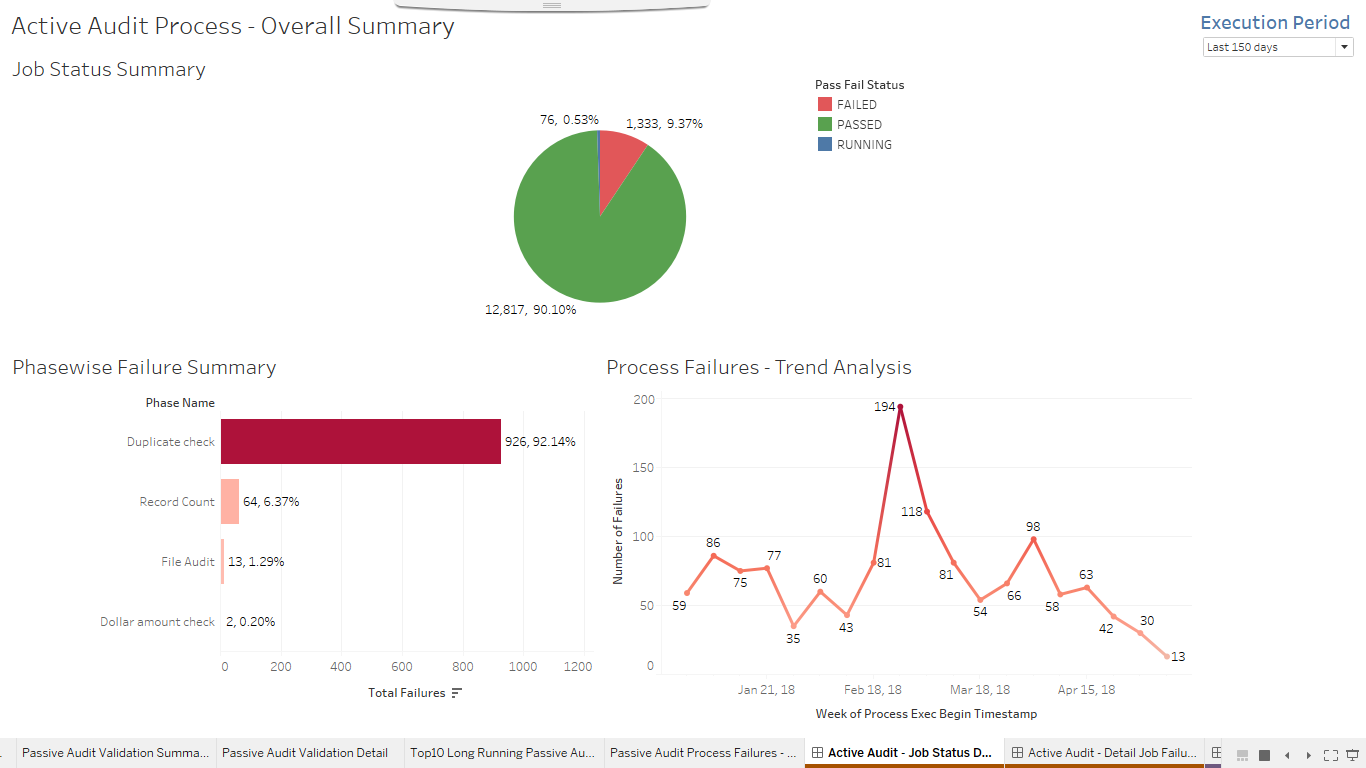 Active Audit Process - Overall Summary
Execution Period
Last 150 days
Job Status Summary
Pass Fail Status
FAILED
PASSED
RUNNING
76, 0.53%
1,333, 9.37%
12,817, 90.10%
Phasewise Failure Summary
Phase Name
Duplicate check
926, 92.14%
Record Count
64, 6.37%
File Audit
13, 1.29%
Dollar amount check
2, 0.20%
0 200 400 600 800 1000 1200
Total Failures
Process Failures - Trend Analysis
Number of Failures
200
150
100
50
0
59
86
75
77
35
60
43
81
194
118
81
54
66
98
58
63
42
30
13
Jan 21, 18 Feb 18, 18 Mar 18, 18 Apr 15, 18
Week of Process Exec Begin Timestamp
Passive Audit Validation Summa... Passive Audit Validation Detail Top10 Long Running Passive Au... Passive Audit Process Failures - ... Active Audit - Job Status D... Active Audit - Detail Job Failu...